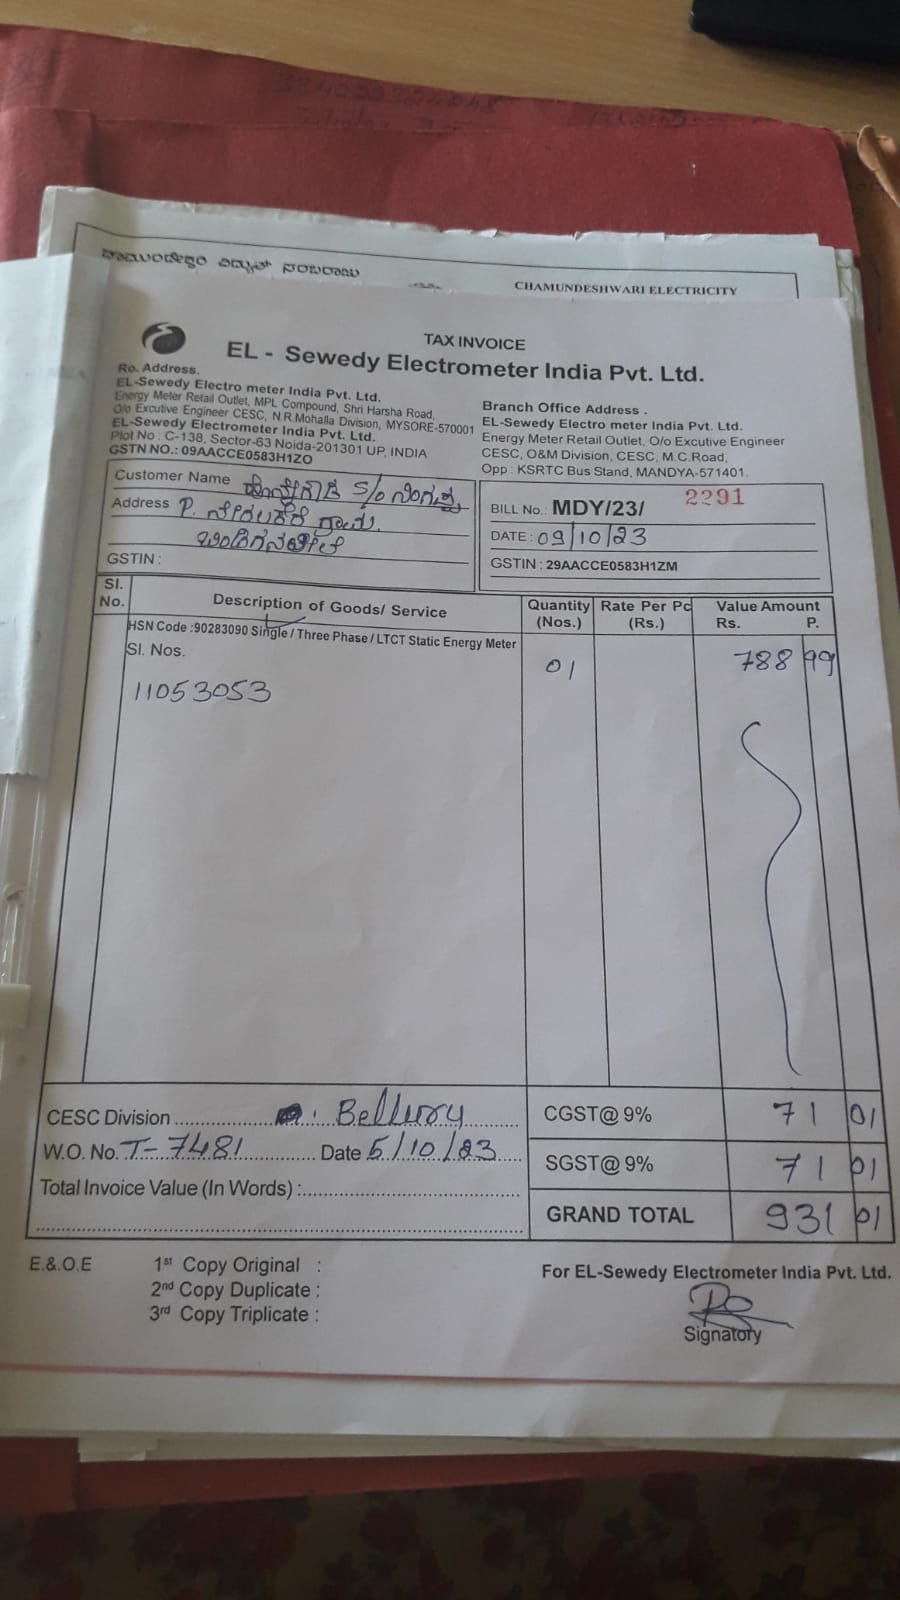 ಚಾಮುಂಡೇಶ್ವರಿ ವಿದ್ಯುತ್ ಸರಬರಾಜು
CHAMUNDESHWARI ELECTRICITY
TAX INVOICE
EL - Sewedy Electrometer India Pvt. Ltd.
Ro. Address.
EL-Sewedy Electro meter India Pvt. Ltd.
Energy Meter Retail Outlet, MPL Compound, Shri Harsha Road,
O/o Excutive Engineer CESC, N.R.Mohalla Division, MYSORE-570001
EL-Sewedy Electrometer India Pvt. Ltd.
Plot No : C-138, Sector-63 Noida-201301 UP, INDIA
GSTN NO.: 09AACCE0583H1ZO
Branch Office Address .
EL-Sewedy Electro meter India Pvt. Ltd.
Energy Meter Retail Outlet, O/o Excutive Engineer
CESC, O&M Division, CESC, M.C.Road,
Opp : KSRTC Bus Stand, MANDYA-571401.
Customer Name S/o
Address P.
GSTIN :
BILL No.: MDY/23/ 2291
DATE : 09/10/23
GSTIN : 29AACCE0583H1ZM
Sl. No. Description of Goods/ Service Quantity (Nos.) Rate Per Pc (Rs.) Value Amount Rs. P.
HSN Code :90283090 Single / Three Phase / LTCT Static Energy Meter
Sl. Nos.
11053053 01 788 99
CESC Division
W.O. No. T-7481 Date 5/10/23
Total Invoice Value (In Words) :
CGST@ 9% 71 01
SGST@ 9% 71 01
GRAND TOTAL 931 01
E.&.O.E 1st Copy Original :
2nd Copy Duplicate :
3rd Copy Triplicate :
For EL-Sewedy Electrometer India Pvt. Ltd.
Signatory